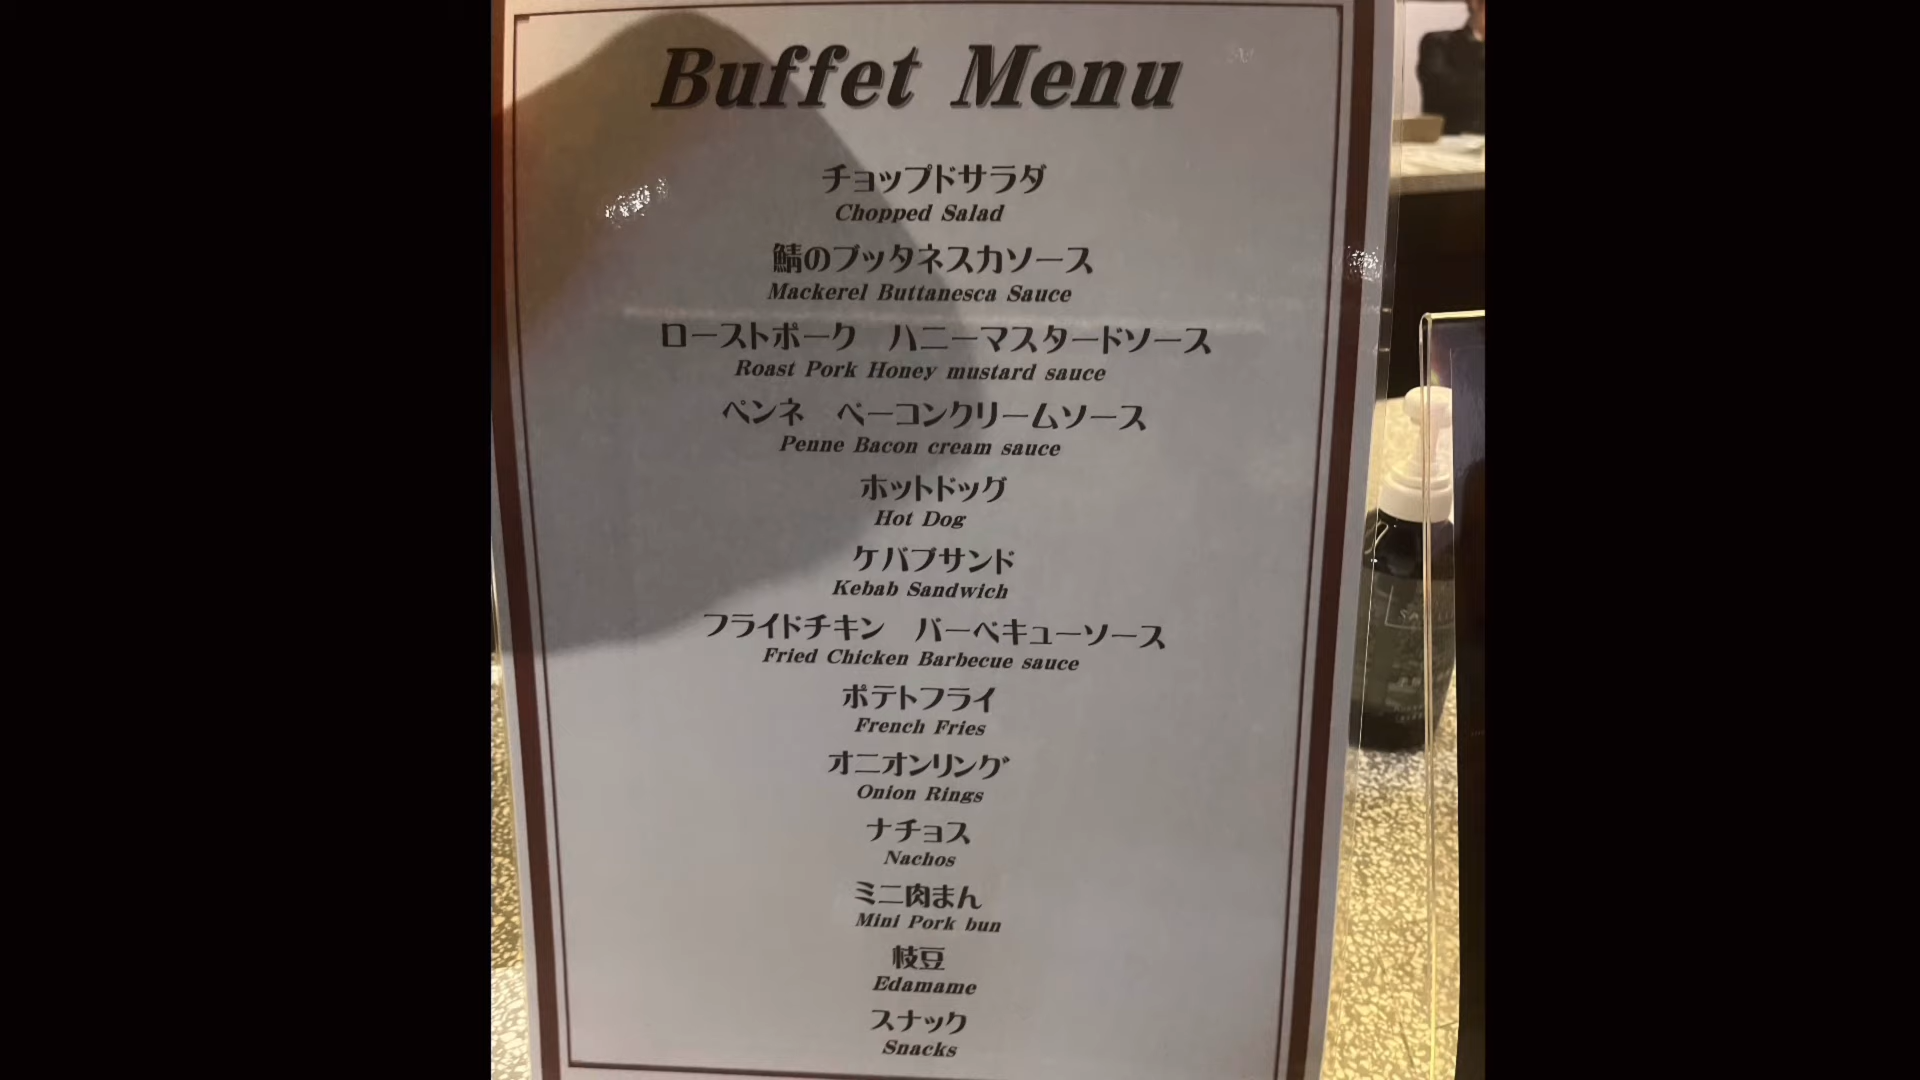 Buffet Menu
チョップドサラダ
Chopped Salad
鯖のブッタネスカソース
Mackerel Buttanesca Sauce
ローストポーク ハニーマスタードソース
Roast Pork Honey mustard sauce
ペンネ ベーコンクリームソース
Penne Bacon cream sauce
ホットドッグ
Hot Dog
ケバブサンド
Kebab Sandwich
フライドチキン バーベキューソース
Fried Chicken Barbecue sauce
ポテトフライ
French Fries
オニオンリング
Onion Rings
ナチョス
Nachos
ミニ肉まん
Mini Pork bun
枝豆
Edamame
スナック
Snacks